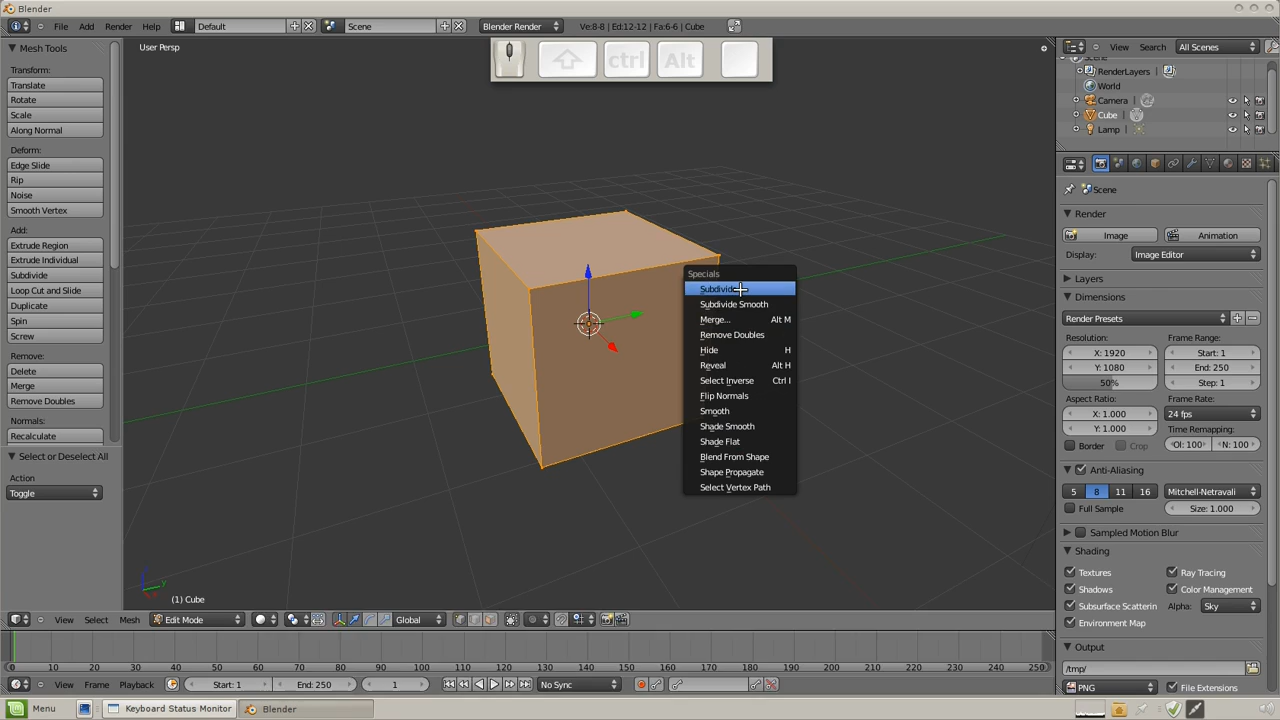 Blender
File Add Render Help Default Scene Blender Render Ve:8-8 | Ed:12-12 | Fa:6-6 | Cube
Mesh Tools
Transform:
Translate
Rotate
Scale
Along Normal
Deform:
Edge Slide
Rip
Noise
Smooth Vertex
Add:
Extrude Region
Extrude Individual
Subdivide
Loop Cut and Slide
Duplicate
Spin
Screw
Remove:
Delete
Merge
Remove Doubles
Normals:
Recalculate
Select or Deselect All
Action
Toggle
User Persp
ctrl Alt
Specials
Subdivide
Subdivide Smooth
Merge... Alt M
Remove Doubles
Hide H
Reveal Alt H
Select Inverse Ctrl I
Flip Normals
Smooth
Shade Smooth
Shade Flat
Blend From Shape
Shape Propagate
Select Vertex Path
z
y
(1) Cube
View Search All Scenes
Scene
RenderLayers |
World
Camera |
Cube |
Lamp |
Scene
Render
Image Animation
Display: Image Editor
Layers
Dimensions
Render Presets
Resolution: Frame Range:
X: 1920 Start: 1
Y: 1080 End: 250
50% Step: 1
Aspect Ratio: Frame Rate:
X: 1.000 24 fps
Y: 1.000 Time Remapping:
Border Crop Ol: 100 N: 100
Anti-Aliasing
5 8 11 16 Mitchell-Netravali
Full Sample Size: 1.000
Sampled Motion Blur
Shading
Textures Ray Tracing
Shadows Color Management
Subsurface Scatterin Alpha: Sky
Environment Map
Output
/tmp/
PNG File Extensions
View Select Mesh Edit Mode Global
0 10 20 30 40 50 60 70 80 90 100 110 120 130 140 150 160 170 180 190 200 210 220 230 240 250
View Frame Playback Start: 1 End: 250 1 No Sync
Menu Keyboard Status Monitor Blender